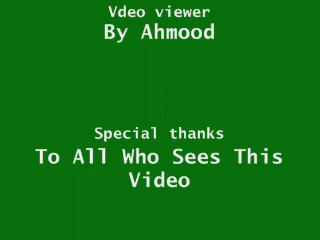 Vdeo viewer
By Ahmood
Special thanks
To All Who Sees This
Video